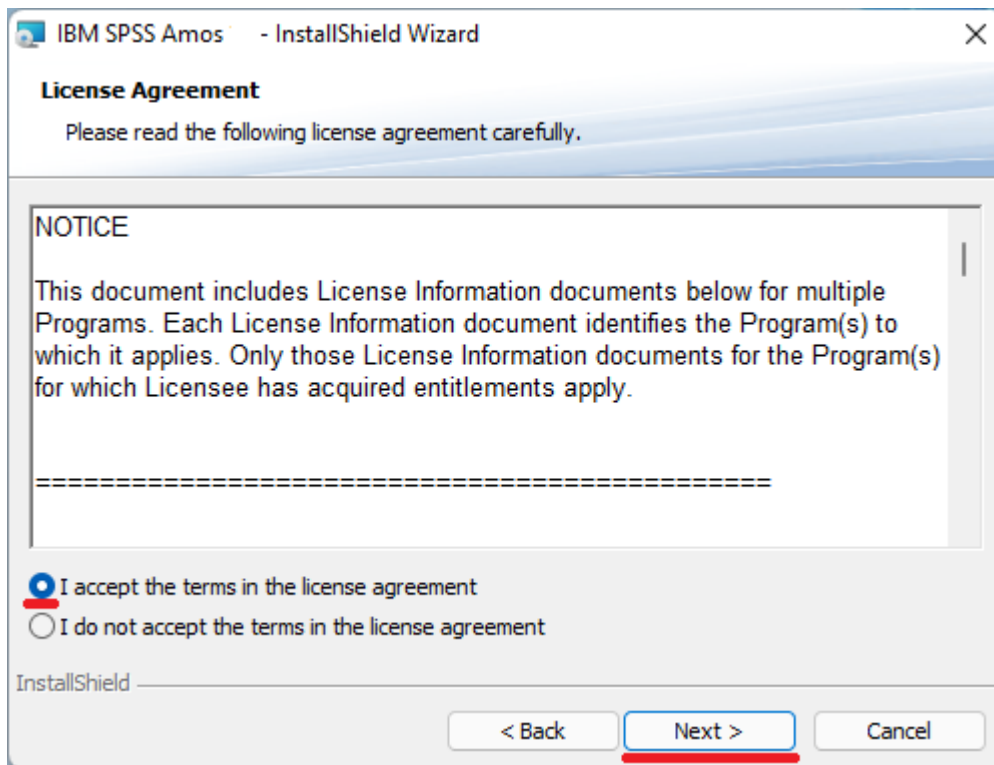 IBM SPSS Amos - InstallShield Wizard
License Agreement
Please read the following license agreement carefully.
NOTICE
This document includes License Information documents below for multiple
Programs. Each License Information document identifies the Program(s) to
which it applies. Only those License Information documents for the Program(s)
for which Licensee has acquired entitlements apply.
==============================================
I accept the terms in the license agreement
I do not accept the terms in the license agreement
InstallShield
< Back
Next >
Cancel